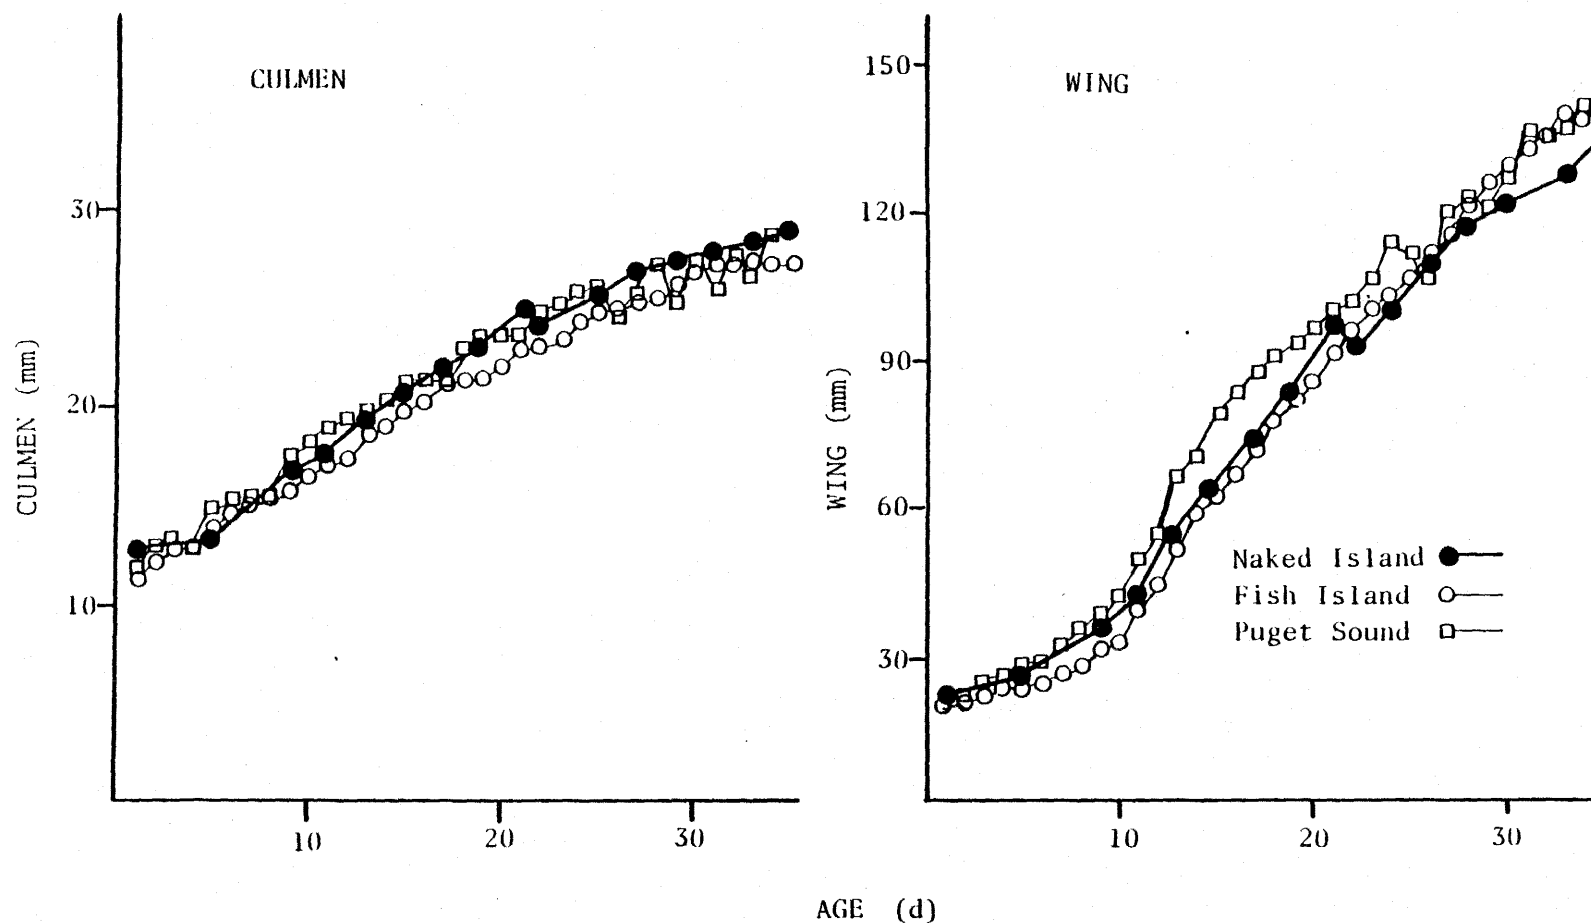 CULMEN
30
20
10
CULMEN (mm)
10
20
30
WING
150
120
90
60
30
WING (mm)
Naked Island
Fish Island
Puget Sound
10
20
30
AGE (d)